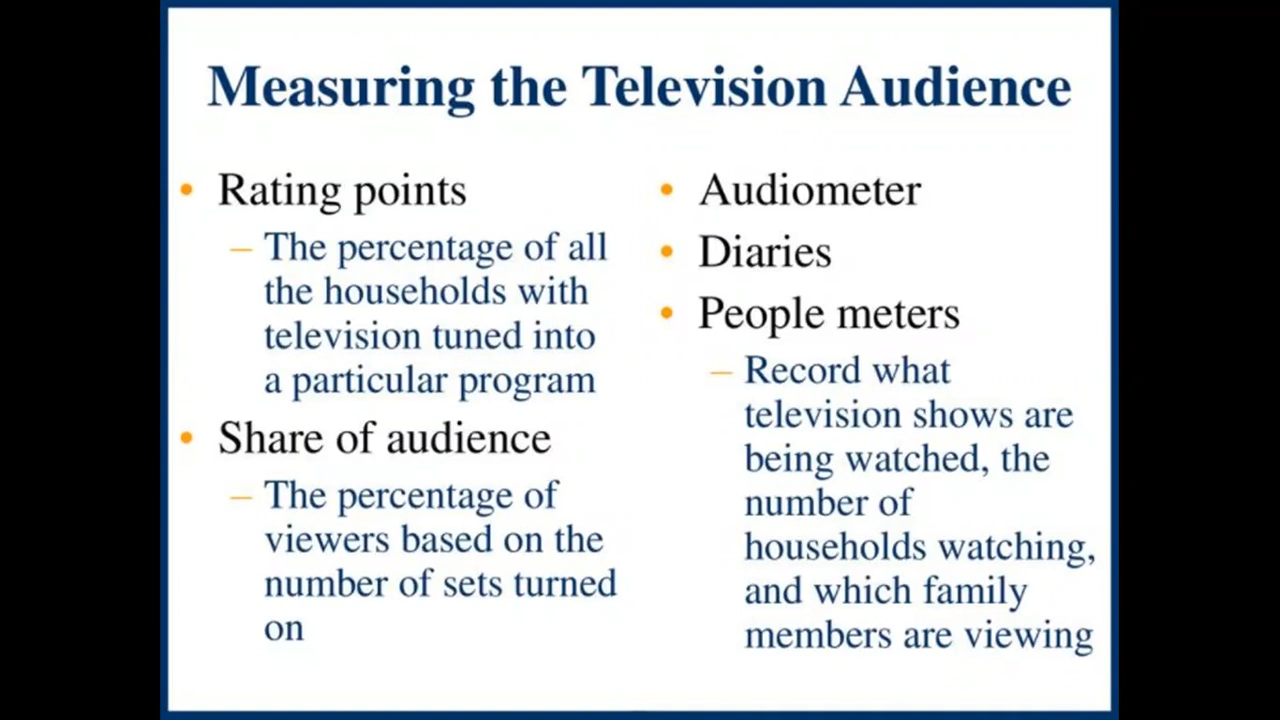 Measuring the Television Audience
• Rating points
– The percentage of all
the households with
television tuned into
a particular program
• Share of audience
– The percentage of
viewers based on the
number of sets turned
on
• Audiometer
• Diaries
• People meters
– Record what
television shows are
being watched, the
number of
households watching,
and which family
members are viewing